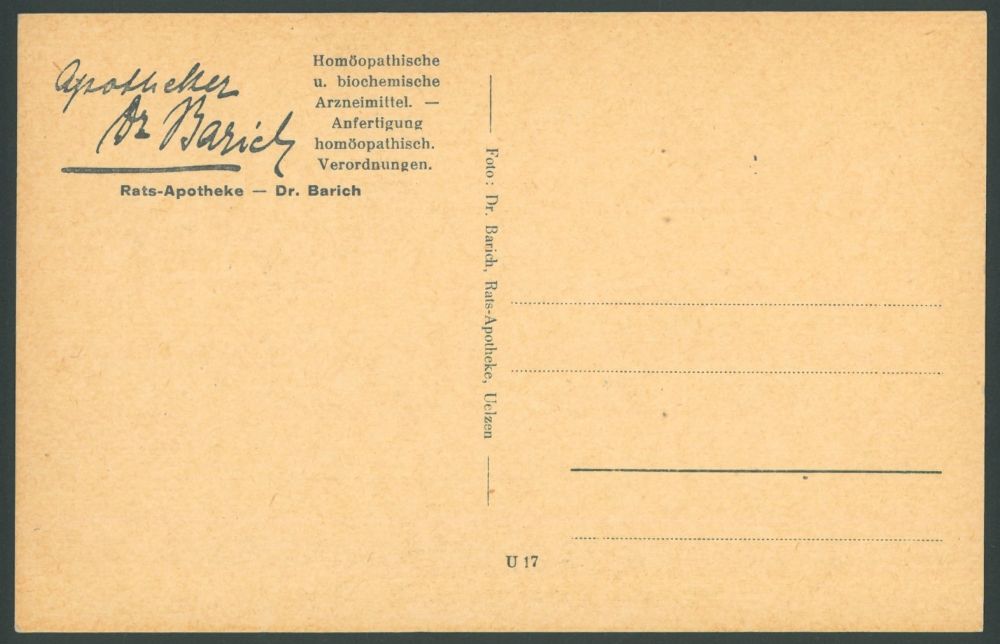 Apotheker
Dr Barich
Rats-Apotheke — Dr. Barich
Homöopathische
u. biochemische
Arzneimittel. —
Anfertigung
homöopathisch.
Verordnungen.
Foto: Dr. Barich, Rats-Apotheke, Uelzen
U 17